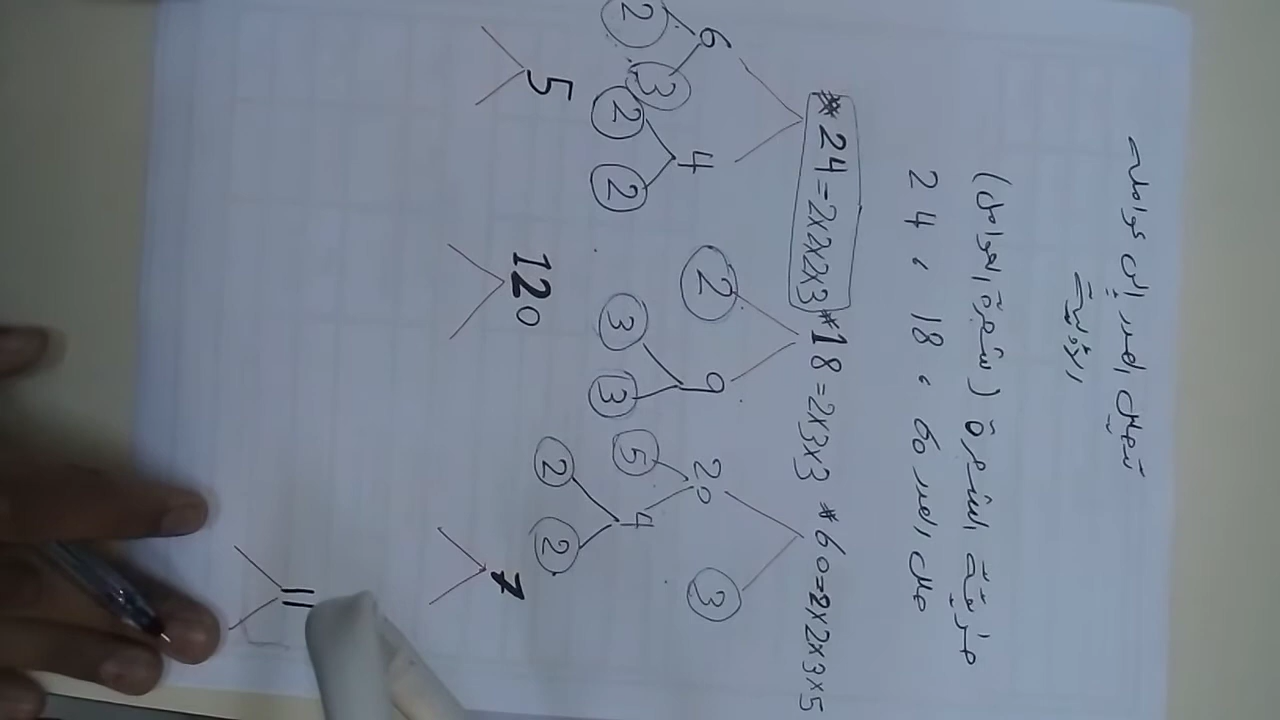 تحليل العدد إلى عوامله
الأولية
طريقة الشجرة (شجرة العوامل)
حلل العدد 60 ، 18 ، 24
* 24=2x2x2x3 * 18=2x3x3 * 60=2x2x3x5
6 4 2 9 20 3
2 3 2 2 3 3 5 4
2 2
5 120 7